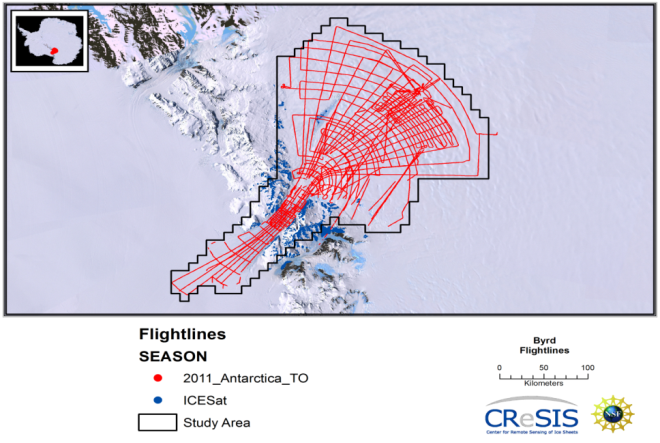 Flightlines
SEASON
2011_Antarctica_TO
ICESat
Study Area
Byrd
Flightlines
0 50 100
Kilometers
CReSIS
Center for Remote Sensing of Ice Sheets
NSF